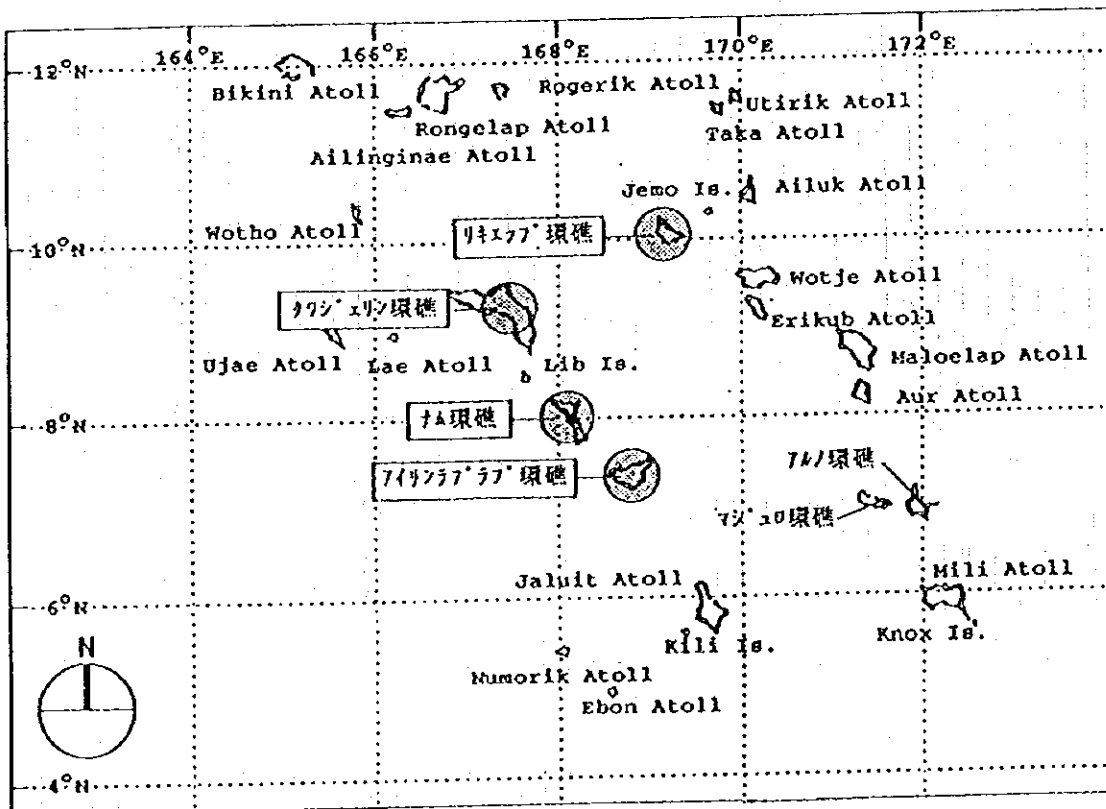 164°E 166°E 168°E 170°E 172°E
12°N
Bikini Atoll
Rogerik Atoll
Utirik Atoll
Rongelap Atoll
Taka Atoll
Ailinginae Atoll
Jemo Is.
Ailuk Atoll
Wotho Atoll
リキエラプ環礁
10°N
Wotje Atoll
クワジェリン環礁
Erikub Atoll
Ujae Atoll
Lae Atoll
Lib Is.
Maloelap Atoll
Aur Atoll
ナム環礁
8°N
アイリンラプラプ環礁
アルノ環礁
マジュロ環礁
Jaluit Atoll
Mili Atoll
6°N
Kili Is.
Knox Is.
N
Numorik Atoll
Ebon Atoll
4°N